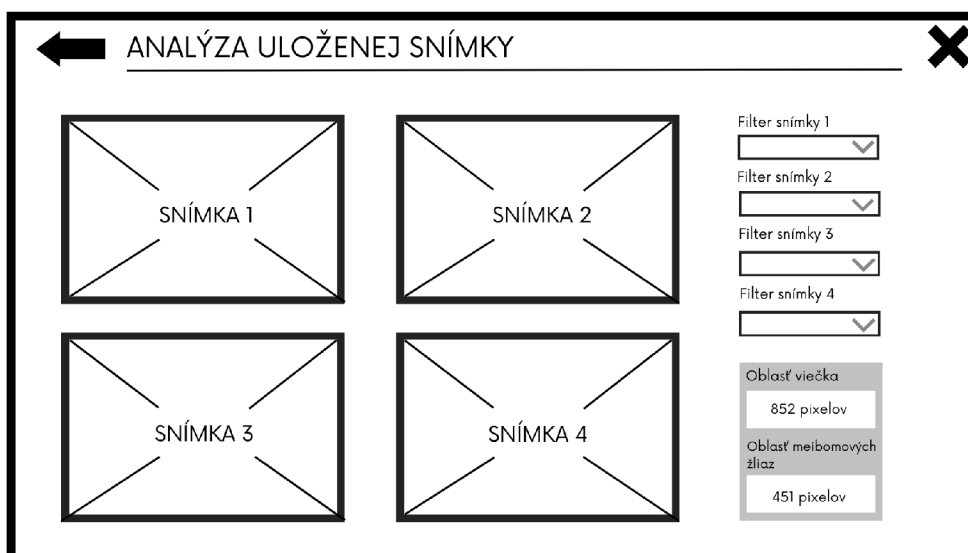 ANALÝZA ULOŽENEJ SNÍMKY
SNÍMKA 1
SNÍMKA 2
SNÍMKA 3
SNÍMKA 4
Filter snímky 1
Filter snímky 2
Filter snímky 3
Filter snímky 4
Oblasť viečka
852 pixelov
Oblasť meibomových
žliaz
451 pixelov